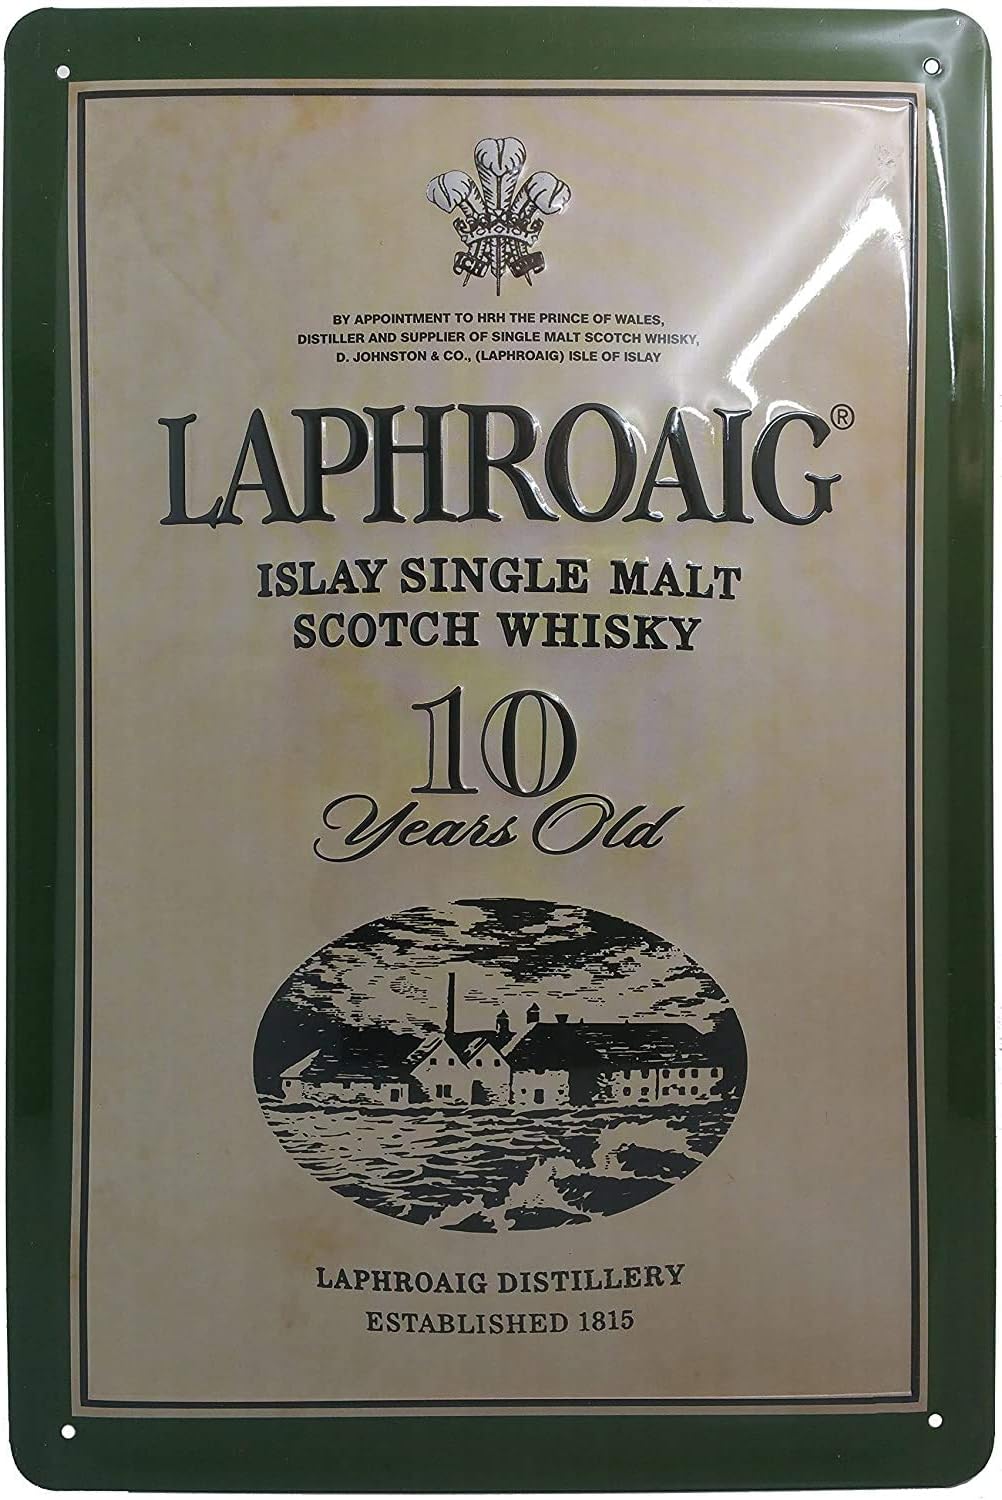 BY APPOINTMENT TO HRH THE PRINCE OF WALES,
DISTILLER AND SUPPLIER OF SINGLE MALT SCOTCH WHISKY,
D. JOHNSTON & CO., (LAPHROAIG) ISLE OF ISLAY
LAPHROAIG®
ISLAY SINGLE MALT
SCOTCH WHISKY
10
Years Old
LAPHROAIG DISTILLERY
ESTABLISHED 1815